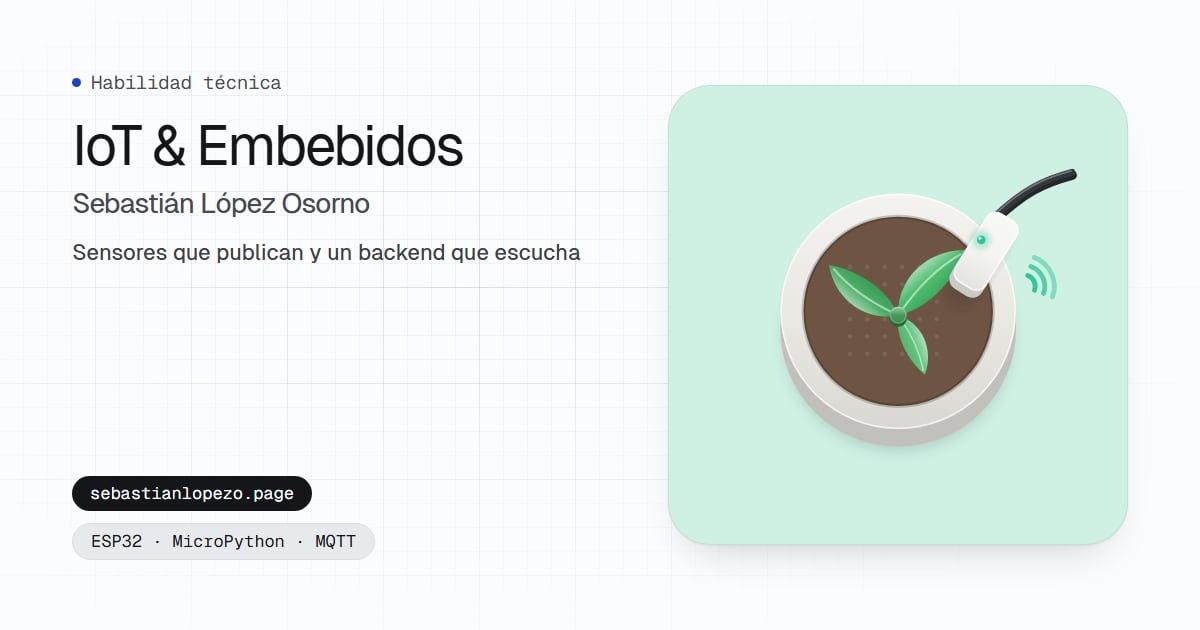 Habilidad técnica
IoT & Embebidos
Sebastián López Osorno
Sensores que publican y un backend que escucha
sebastianlopezo.page
ESP32 · MicroPython · MQTT